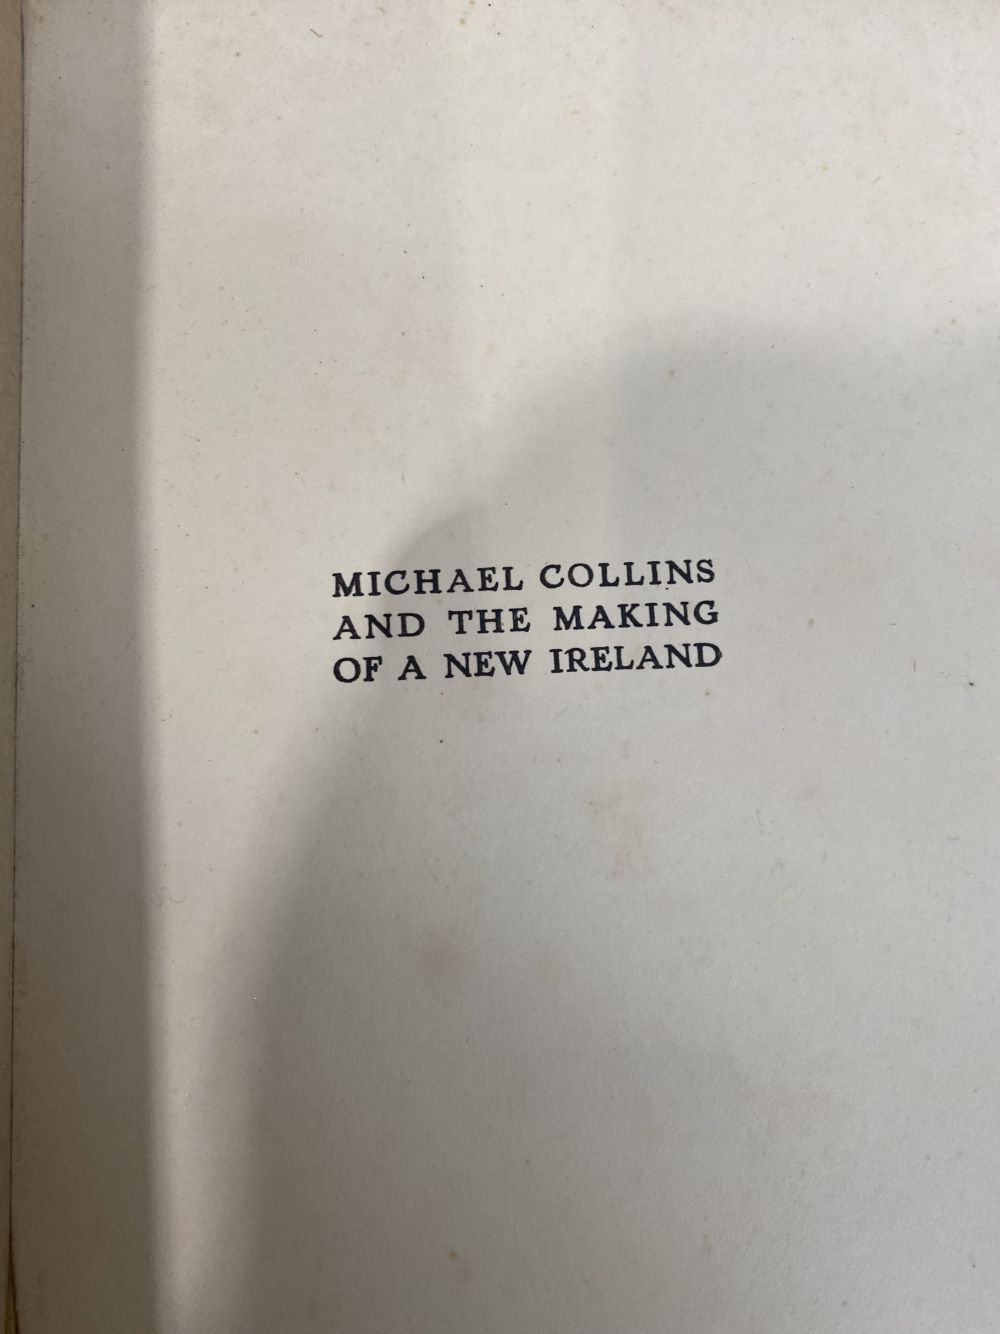 MICHAEL COLLINS
AND THE MAKING
OF A NEW IRELAND